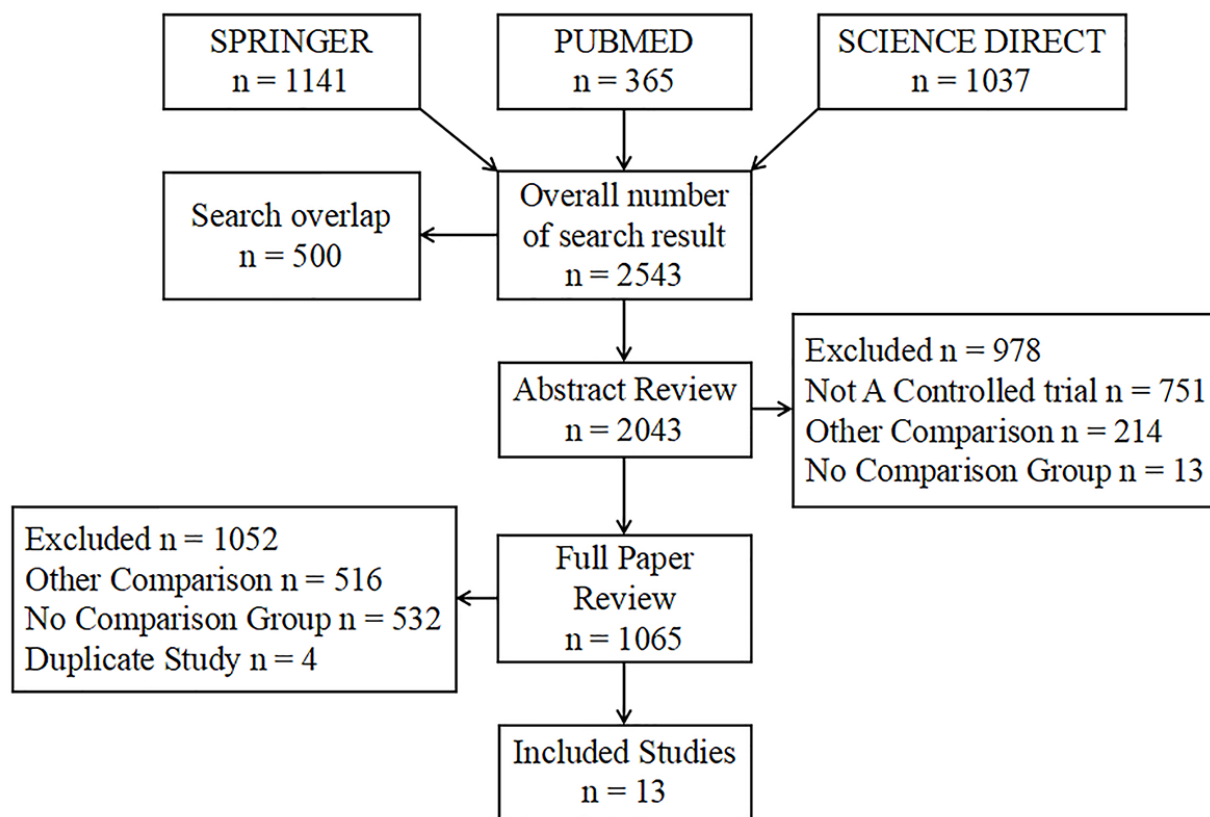 SPRINGER
n = 1141
PUBMED
n = 365
SCIENCE DIRECT
n = 1037
Search overlap
n = 500
Overall number
of search result
n = 2543
Abstract Review
n = 2043
Excluded n = 978
Not A Controlled trial n = 751
Other Comparison n = 214
No Comparison Group n = 13
Excluded n = 1052
Other Comparison n = 516
No Comparison Group n = 532
Duplicate Study n = 4
Full Paper
Review
n = 1065
Included Studies
n = 13